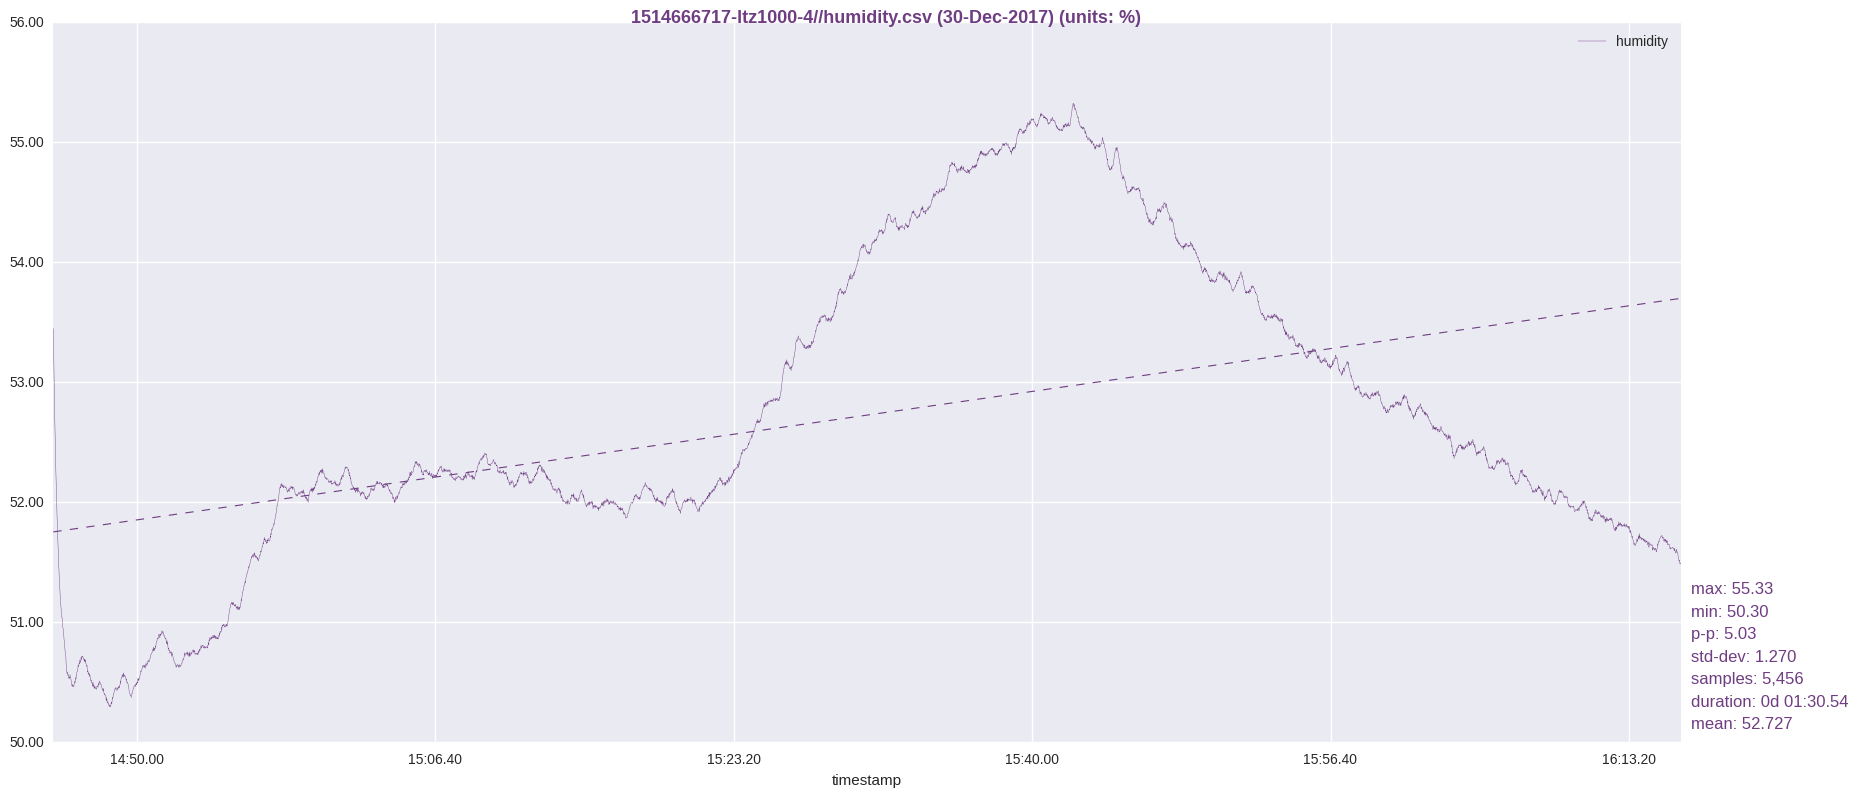 1514666717-ltz1000-4//humidity.csv (30-Dec-2017) (units: %)
humidity
56.00
55.00
54.00
53.00
52.00
51.00
50.00
max: 55.33
min: 50.30
p-p: 5.03
std-dev: 1.270
samples: 5,456
duration: 0d 01:30.54
mean: 52.727
14:50.00 15:06.40 15:23.20 15:40.00 15:56.40 16:13.20
timestamp